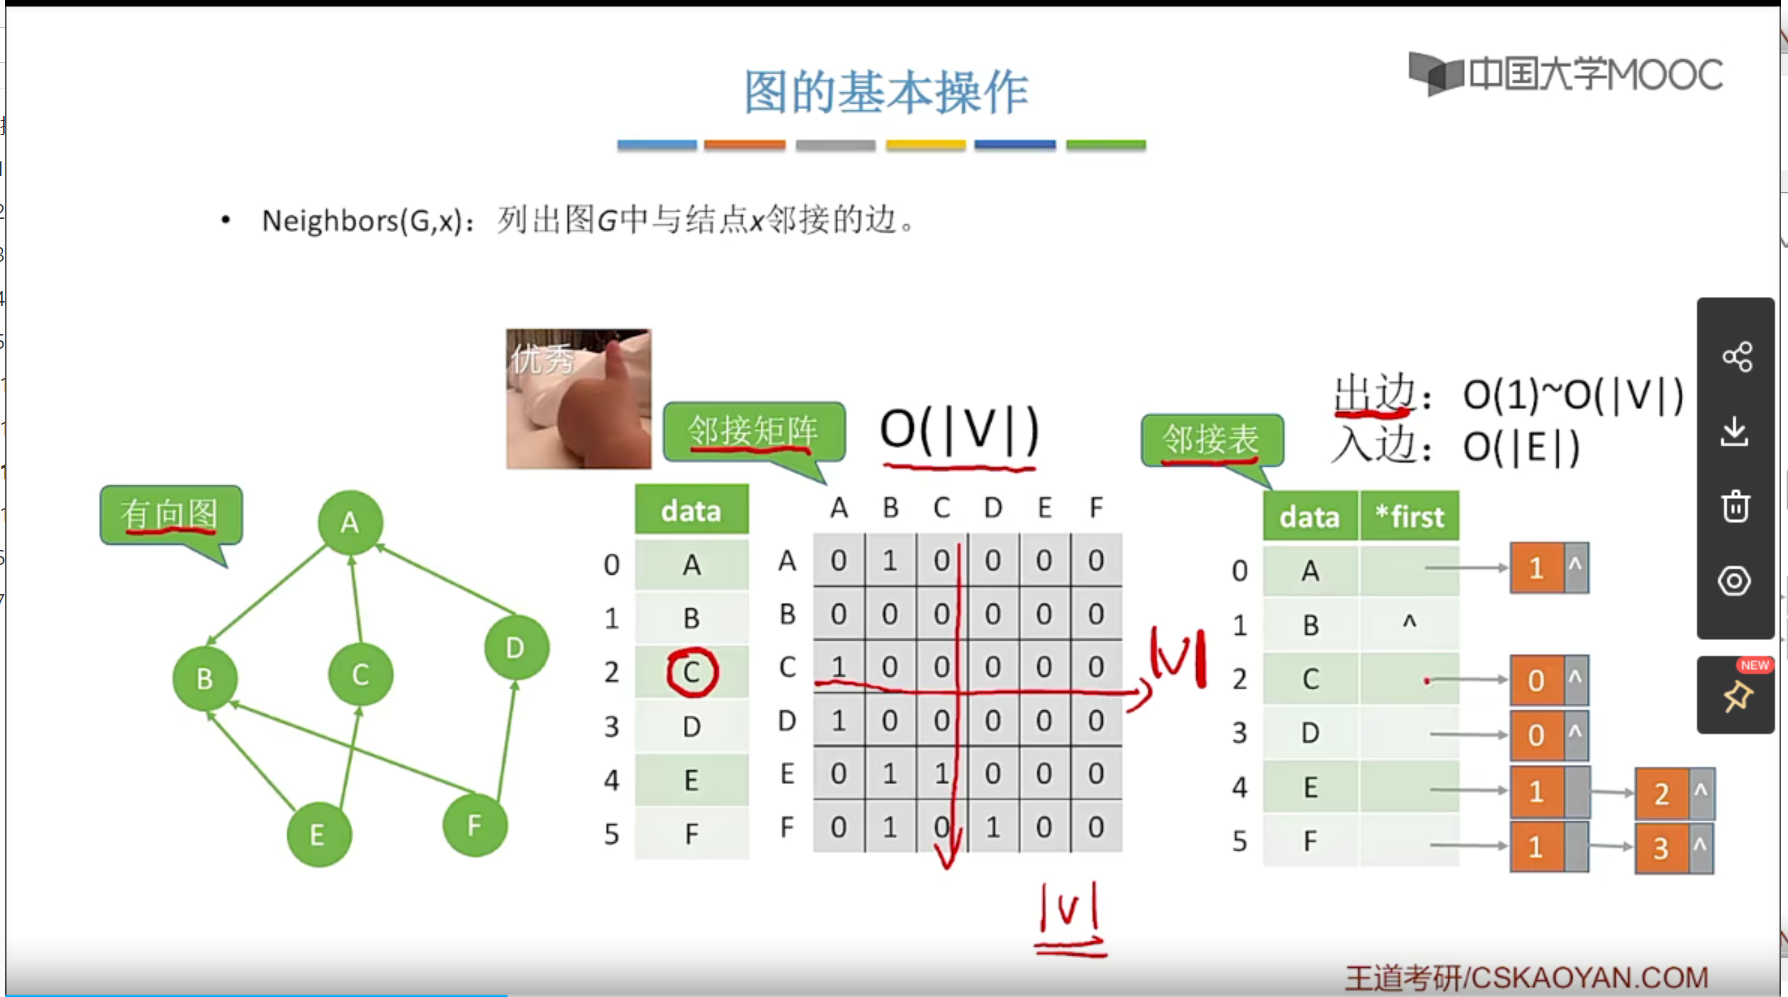 中国大学MOOC
图的基本操作
• Neighbors(G,x)：列出图G中与结点x邻接的边。
优秀
邻接矩阵
O(|V|)
邻接表
出边：O(1)~O(|V|)
入边：O(|E|)
有向图
A
B
C
D
E
F
data
0 A
1 B
2 C
3 D
4 E
5 F
A B C D E F
A 0 1 0 0 0 0
B 0 0 0 0 0 0
C 1 0 0 0 0 0
D 1 0 0 0 0 0
E 0 1 1 0 0 0
F 0 1 0 1 0 0
|V|
|V|
data *first
0 A 1 ^
1 B ^
2 C 0 ^
3 D 0 ^
4 E 1 2 ^
5 F 1 3 ^
NEW
王道考研/CSKAOYAN.COM